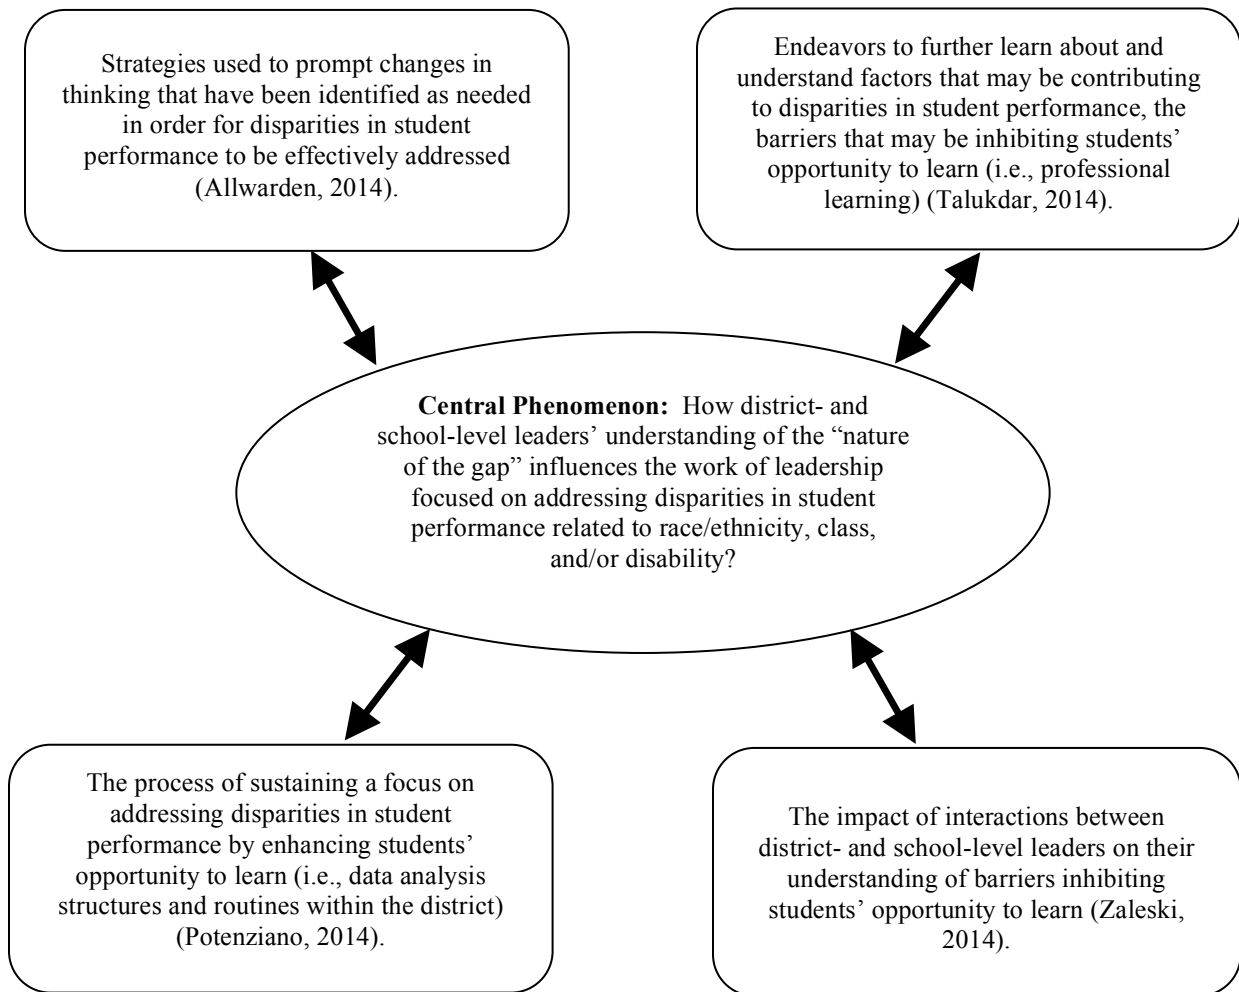 Strategies used to prompt changes in
thinking that have been identified as needed
in order for disparities in student
performance to be effectively addressed
(Allwarden, 2014).
Endeavors to further learn about and
understand factors that may be contributing
to disparities in student performance, the
barriers that may be inhibiting students’
opportunity to learn (i.e., professional
learning) (Talukdar, 2014).
Central Phenomenon:  How district- and
school-level leaders’ understanding of the “nature
of the gap” influences the work of leadership
focused on addressing disparities in student
performance related to race/ethnicity, class,
and/or disability?
The process of sustaining a focus on
addressing disparities in student
performance by enhancing students’
opportunity to learn (i.e., data analysis
structures and routines within the district)
(Potenziano, 2014).
The impact of interactions between
district- and school-level leaders on their
understanding of barriers inhibiting
students’ opportunity to learn (Zaleski,
2014).